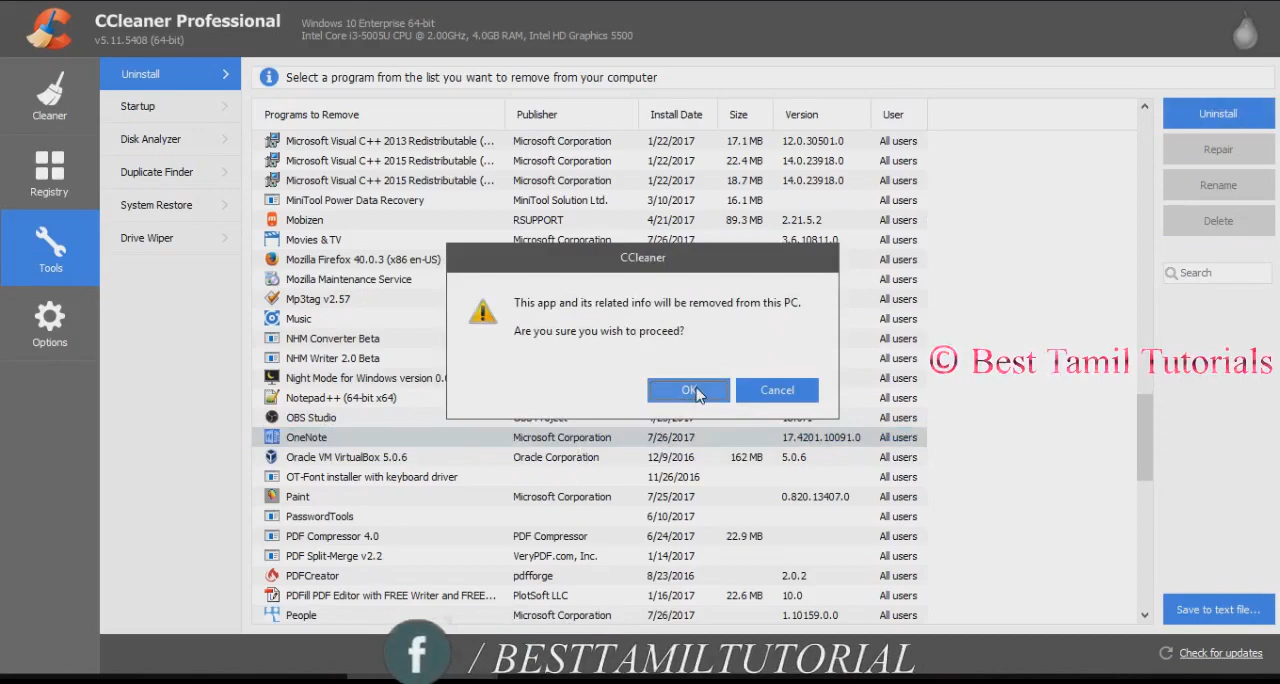 CCleaner Professional
v5.11.5408 (64-bit)
Windows 10 Enterprise 64-bit
Intel Core i3-5005U CPU @ 2.00GHz, 4.0GB RAM, Intel HD Graphics 5500
Cleaner
Registry
Tools
Options
Uninstall
Startup
Disk Analyzer
Duplicate Finder
System Restore
Drive Wiper
Select a program from the list you want to remove from your computer
Programs to Remove Publisher Install Date Size Version User
Microsoft Visual C++ 2013 Redistributable (... Microsoft Corporation 1/22/2017 17.1 MB 12.0.30501.0 All users
Microsoft Visual C++ 2015 Redistributable (... Microsoft Corporation 1/22/2017 22.4 MB 14.0.23918.0 All users
Microsoft Visual C++ 2015 Redistributable (... Microsoft Corporation 1/22/2017 18.7 MB 14.0.23918.0 All users
MiniTool Power Data Recovery MiniTool Solution Ltd. 3/10/2017 16.1 MB All users
Mobizen RSUPPORT 4/21/2017 89.3 MB 2.21.5.2 All users
Movies & TV Microsoft Corporation 7/26/2017 3.6.10811.0 All users
Mozilla Firefox 40.0.3 (x86 en-US) All users
Mozilla Maintenance Service All users
Mp3tag v2.57 All users
Music All users
NHM Converter Beta All users
NHM Writer 2.0 Beta All users
Night Mode for Windows version 0. All users
Notepad++ (64-bit x64) All users
OBS Studio All users
OneNote Microsoft Corporation 7/26/2017 17.4201.10091.0 All users
Oracle VM VirtualBox 5.0.6 Oracle Corporation 12/9/2016 162 MB 5.0.6 All users
OT-Font installer with keyboard driver 11/26/2016 All users
Paint Microsoft Corporation 7/25/2017 0.820.13407.0 All users
PasswordTools 6/10/2017 All users
PDF Compressor 4.0 PDF Compressor 6/24/2017 22.9 MB All users
PDF Split-Merge v2.2 VeryPDF.com, Inc. 1/14/2017 All users
PDFCreator pdfforge 8/23/2016 2.0.2 All users
PDFill PDF Editor with FREE Writer and FREE... PlotSoft LLC 1/16/2017 22.6 MB 10.0 All users
People Microsoft Corporation 7/26/2017 1.10159.0.0 All users
CCleaner
This app and its related info will be removed from this PC.
Are you sure you wish to proceed?
OK Cancel
Uninstall
Repair
Rename
Delete
Search
© Best Tamil Tutorials
Save to text file...
f / BESTTAMILTUTORIAL
Check for updates